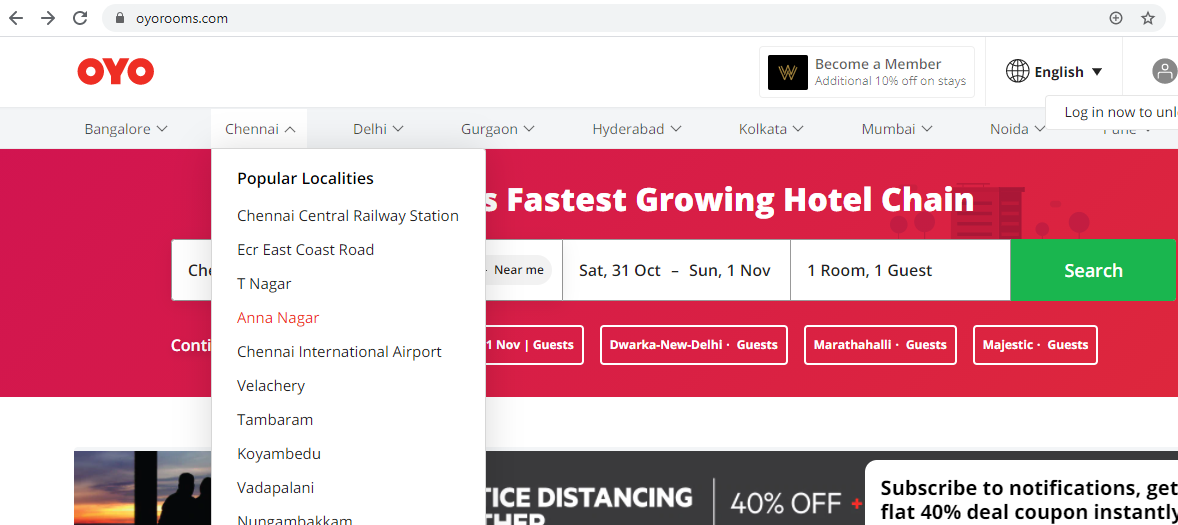 oyorooms.com
OYO
W
Become a Member
Additional 10% off on stays
English
Log in now to unl
Bangalore
Chennai
Delhi
Gurgaon
Hyderabad
Kolkata
Mumbai
Noida
Popular Localities
Chennai Central Railway Station
Ecr East Coast Road
T Nagar
Anna Nagar
Chennai International Airport
Velachery
Tambaram
Koyambedu
Vadapalani
Nungambakkam
s Fastest Growing Hotel Chain
Che
Near me
Sat, 31 Oct – Sun, 1 Nov
1 Room, 1 Guest
Search
Conti
1 Nov | Guests
Dwarka-New-Delhi · Guests
Marathahalli · Guests
Majestic · Guests
TICE DISTANCING
THER
40% OFF +
Subscribe to notifications, get
flat 40% deal coupon instantly